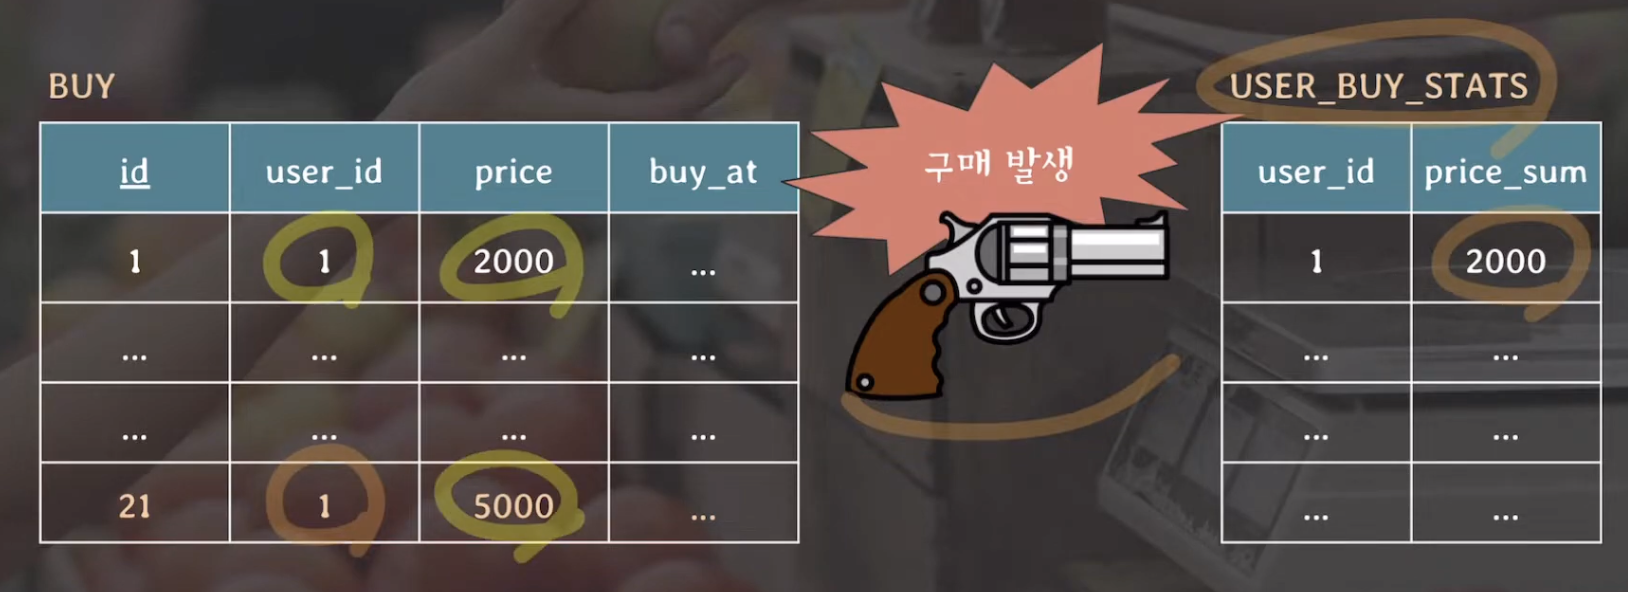 BUY
id user_id price buy_at
1 1 2000 ...
... ... ... ...
... ... ... ...
21 1 5000 ...
구매 발생
USER_BUY_STATS
user_id price_sum
1 2000
... ...
... ...
... ...